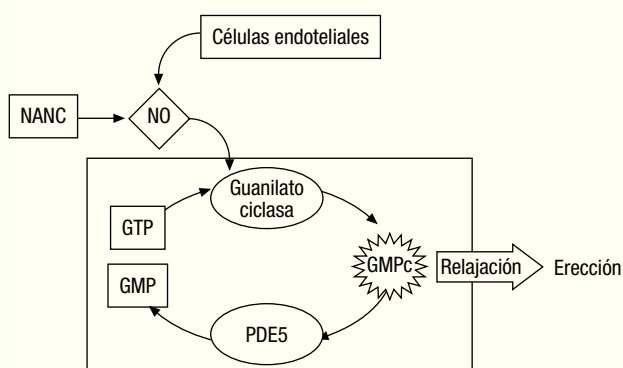 Células endoteliales
NANC
NO
Guanilato
ciclasa
GTP
GMPc
Relajación
Erección
GMP
PDE5